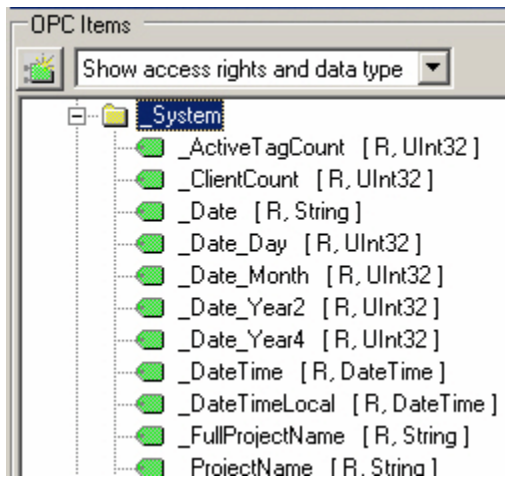 OPC Items
Show access rights and data type
_System
_ActiveTagCount [ R, UInt32 ]
_ClientCount [ R, UInt32 ]
_Date [ R, String ]
_Date_Day [ R, UInt32 ]
_Date_Month [ R, UInt32 ]
_Date_Year2 [ R, UInt32 ]
_Date_Year4 [ R, UInt32 ]
_DateTime [ R, DateTime ]
_DateTimeLocal [ R, DateTime ]
_FullProjectName [ R, String ]
_ProjectName [ R, String ]